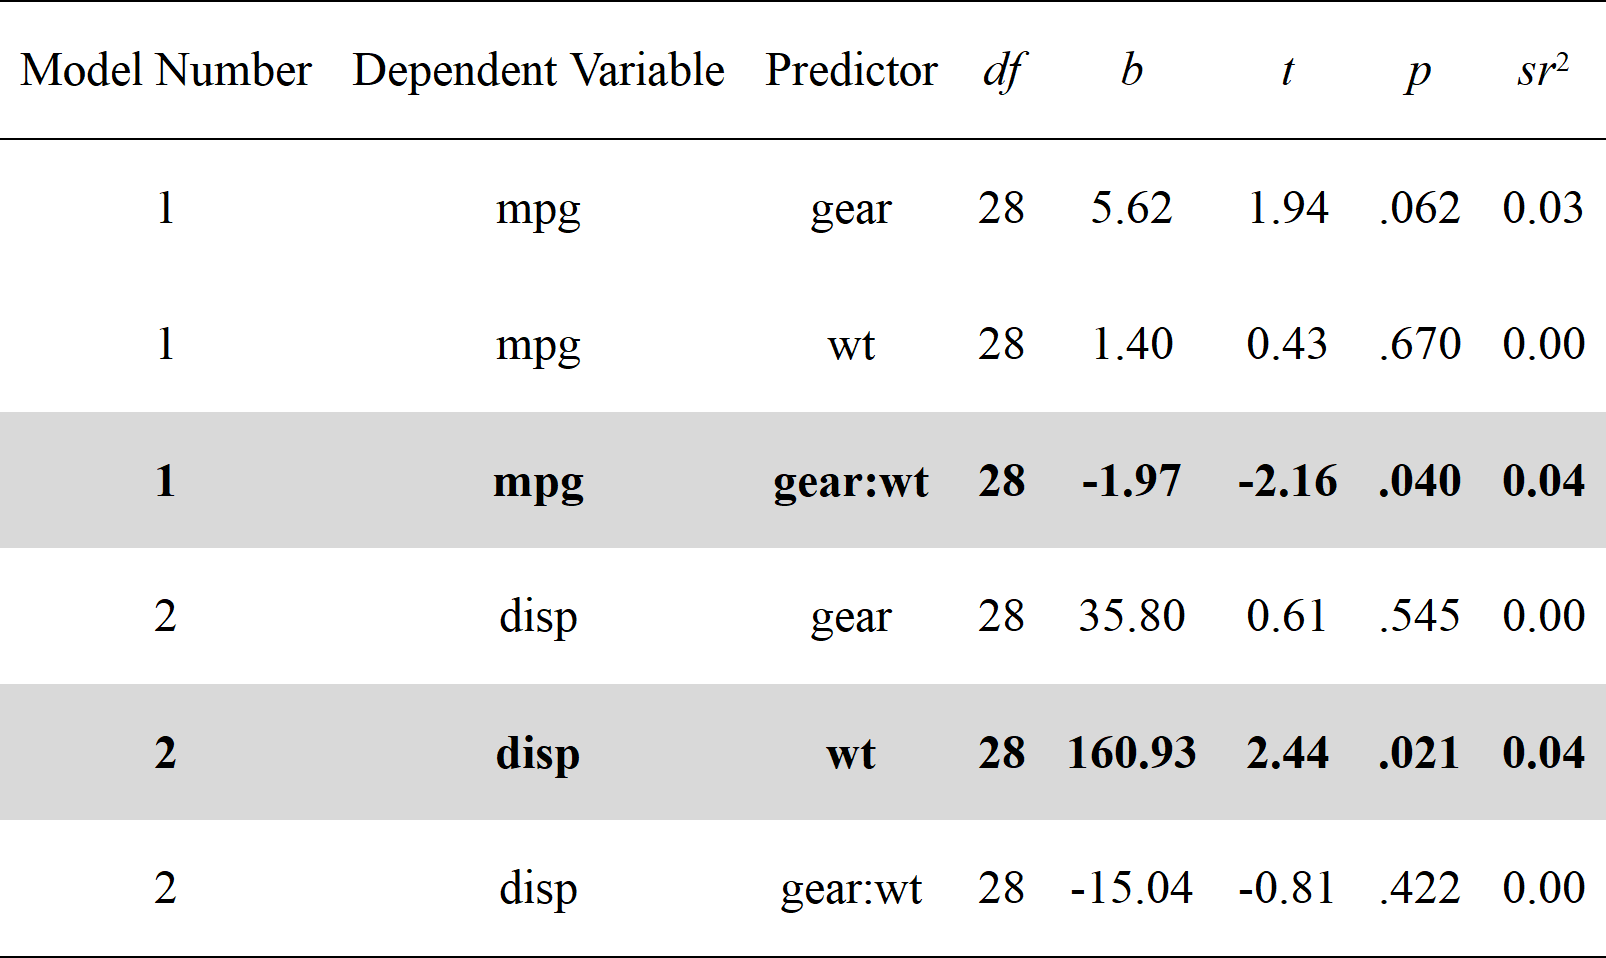 Model Number Dependent Variable Predictor df b t p sr²
1 mpg gear 28 5.62 1.94 .062 0.03
1 mpg wt 28 1.40 0.43 .670 0.00
1 mpg gear:wt 28 -1.97 -2.16 .040 0.04
2 disp gear 28 35.80 0.61 .545 0.00
2 disp wt 28 160.93 2.44 .021 0.04
2 disp gear:wt 28 -15.04 -0.81 .422 0.00